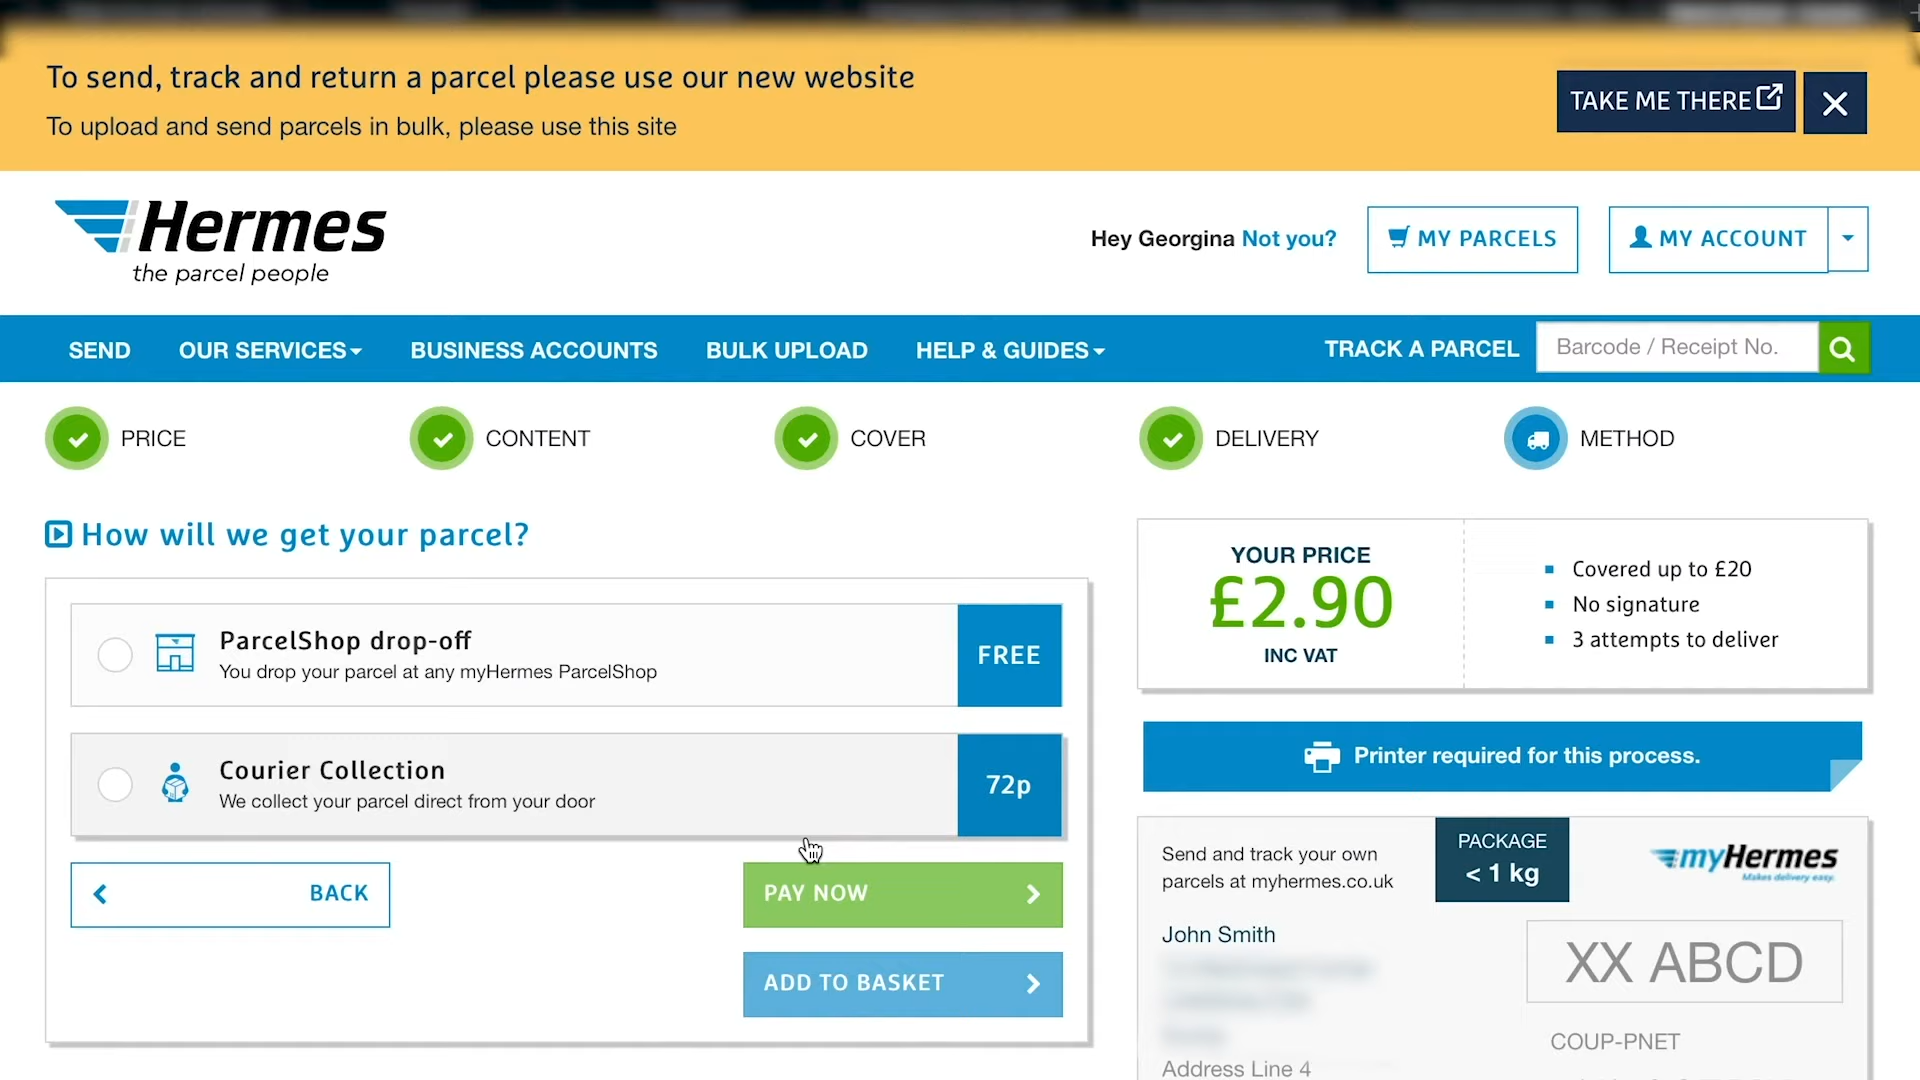 To send, track and return a parcel please use our new website
To upload and send parcels in bulk, please use this site
TAKE ME THERE
Hermes
the parcel people
Hey Georgina Not you?
MY PARCELS
MY ACCOUNT
SEND
OUR SERVICES
BUSINESS ACCOUNTS
BULK UPLOAD
HELP & GUIDES
TRACK A PARCEL
Barcode / Receipt No.
PRICE
CONTENT
COVER
DELIVERY
METHOD
How will we get your parcel?
ParcelShop drop-off
You drop your parcel at any myHermes ParcelShop
FREE
Courier Collection
We collect your parcel direct from your door
72p
BACK
PAY NOW
ADD TO BASKET
YOUR PRICE
£2.90
INC VAT
Covered up to £20
No signature
3 attempts to deliver
Printer required for this process.
Send and track your own
parcels at myhermes.co.uk
PACKAGE
< 1 kg
myHermes
Makes delivery easy.
John Smith
Address Line 4
XX ABCD
COUP-PNET